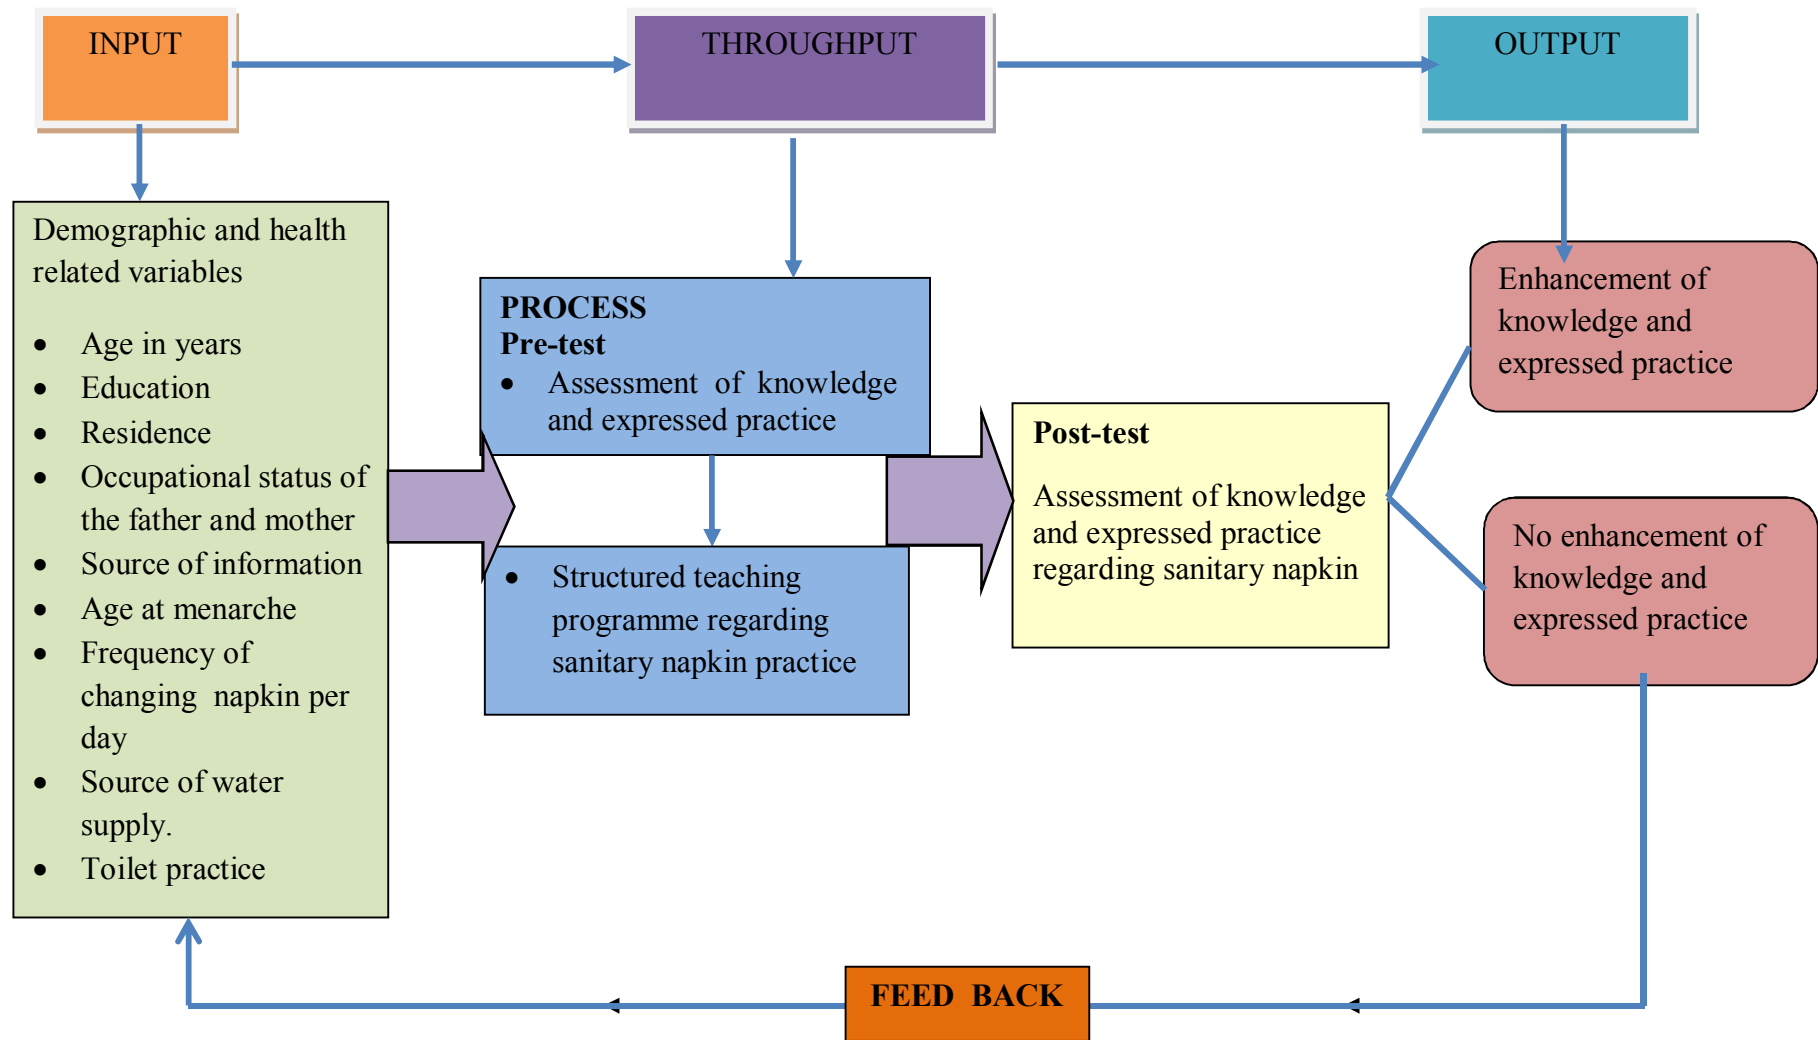 INPUT
THROUGHPUT
OUTPUT
Demographic and health
related variables
• Age in years
• Education
• Residence
• Occupational status of
the father and mother
• Source of information
• Age at menarche
• Frequency of
changing napkin per
day
• Source of water
supply.
• Toilet practice
PROCESS
Pre-test
• Assessment of knowledge
and expressed practice
• Structured teaching
programme regarding
sanitary napkin practice
Post-test
Assessment of knowledge
and expressed practice
regarding sanitary napkin
Enhancement of
knowledge and
expressed practice
No enhancement of
knowledge and
expressed practice
FEED BACK